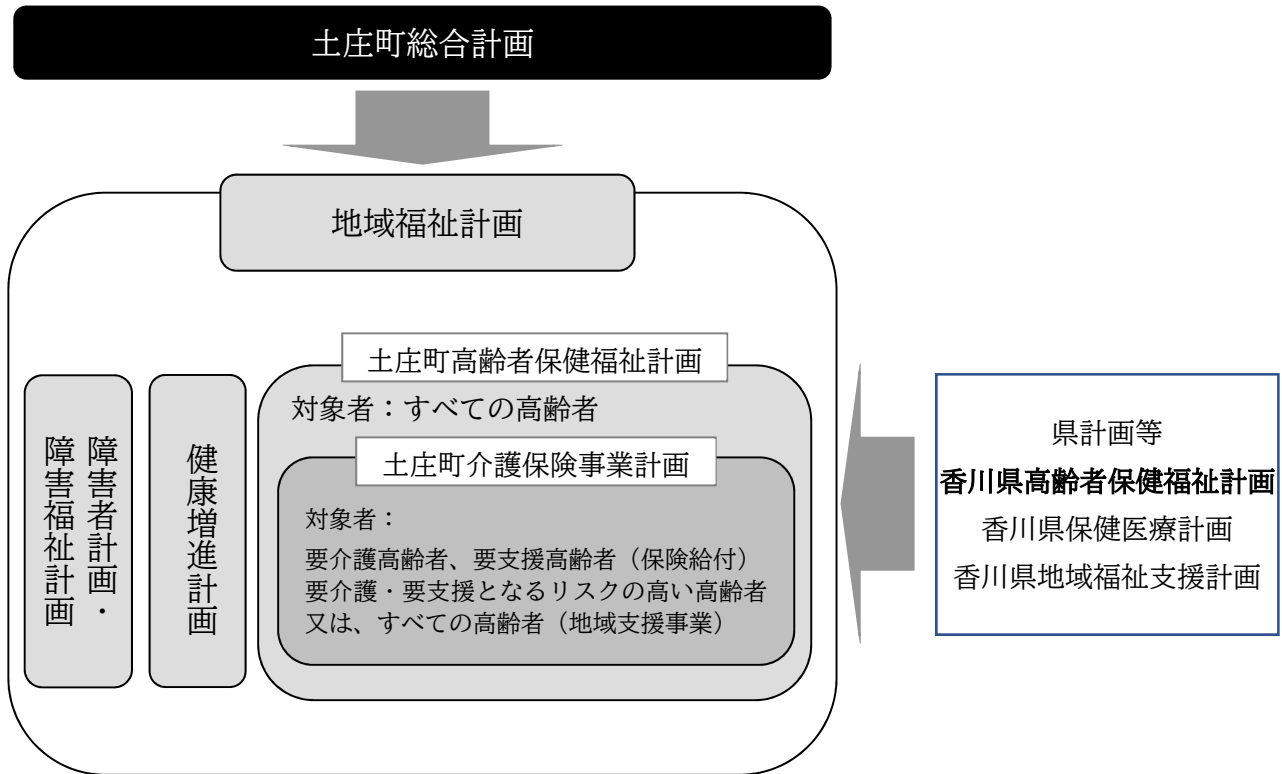 土庄町総合計画
地域福祉計画
障害者計画・
障害福祉計画
健康増進計画
土庄町高齢者保健福祉計画
対象者：すべての高齢者
土庄町介護保険事業計画
対象者：
要介護高齢者、要支援高齢者（保険給付）
要介護・要支援となるリスクの高い高齢者
又は、すべての高齢者（地域支援事業）
県計画等
香川県高齢者保健福祉計画
香川県保健医療計画
香川県地域福祉支援計画